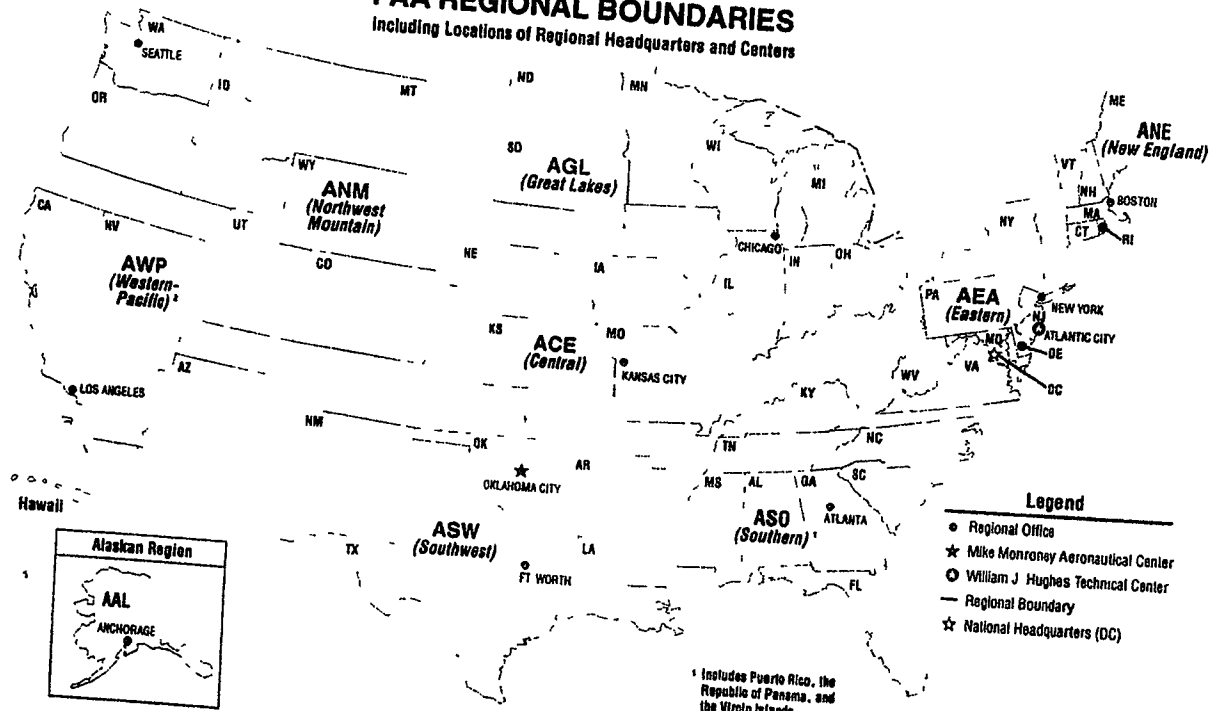 FAA REGIONAL BOUNDARIES
Including Locations of Regional Headquarters and Centers
WA
SEATTLE
OR
ID
MT
ND
MN
SD
WI
MI
AGL
(Great Lakes)
WY
ANM
(Northwest
Mountain)
ME
ANE
(New England)
VT
NH
BOSTON
MA
CT
RI
NY
CA
NV
UT
CO
NE
IA
CHICAGO
IN
OH
IL
AWP
(Western-
Pacific) ²
PA
AEA
(Eastern)
NEW YORK
NJ
ATLANTIC CITY
MD
DE
DC
VA
WV
KS
MO
ACE
(Central)
KANSAS CITY
KY
AZ
LOS ANGELES
NM
OK
TN
NC
AR
OKLAHOMA CITY
MS
AL
GA
SC
Hawaii
ASW
(Southwest)
TX
LA
FT WORTH
ASO
(Southern) ¹
ATLANTA
FL
Alaskan Region
AAL
ANCHORAGE
Legend
Regional Office
Mike Monroney Aeronautical Center
William J Hughes Technical Center
Regional Boundary
National Headquarters (DC)
¹ Includes Puerto Rico, the
Republic of Panama, and
the Virgin Islands